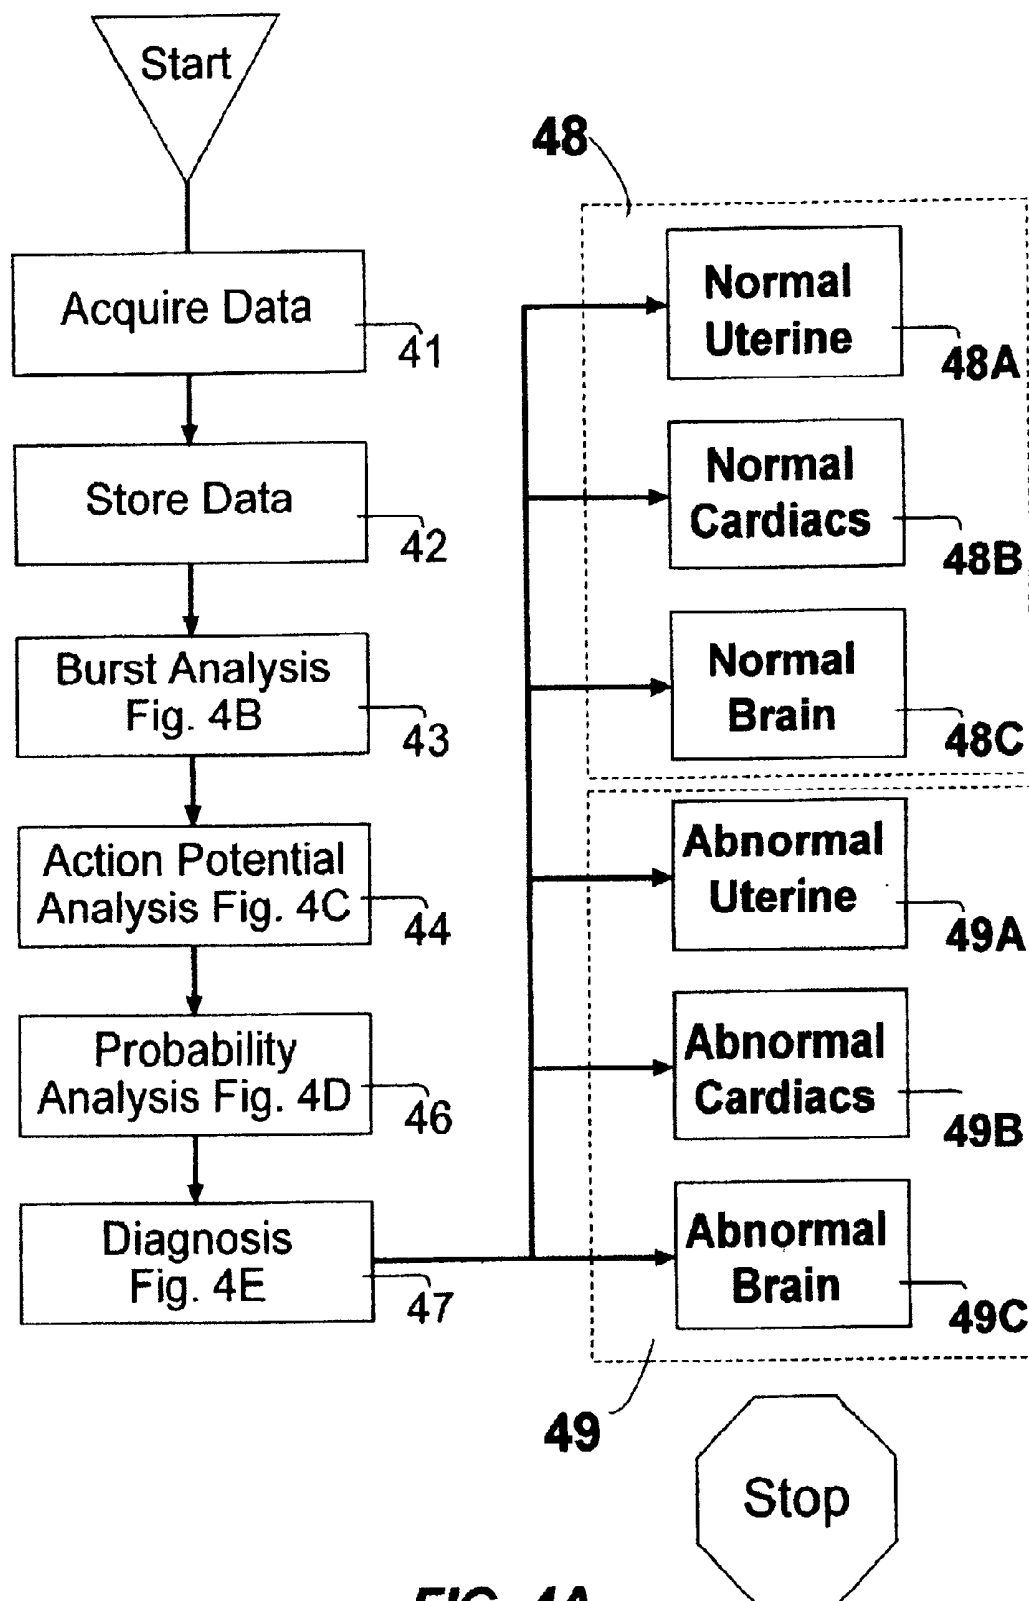 Start
Acquire Data
41
Store Data
42
Burst Analysis
Fig. 4B
43
Action Potential
Analysis Fig. 4C
44
Probability
Analysis Fig. 4D
46
Diagnosis
Fig. 4E
47
48
Normal
Uterine
48A
Normal
Cardiacs
48B
Normal
Brain
48C
Abnormal
Uterine
49A
Abnormal
Cardiacs
49B
Abnormal
Brain
49C
49
Stop
FIG. 4A